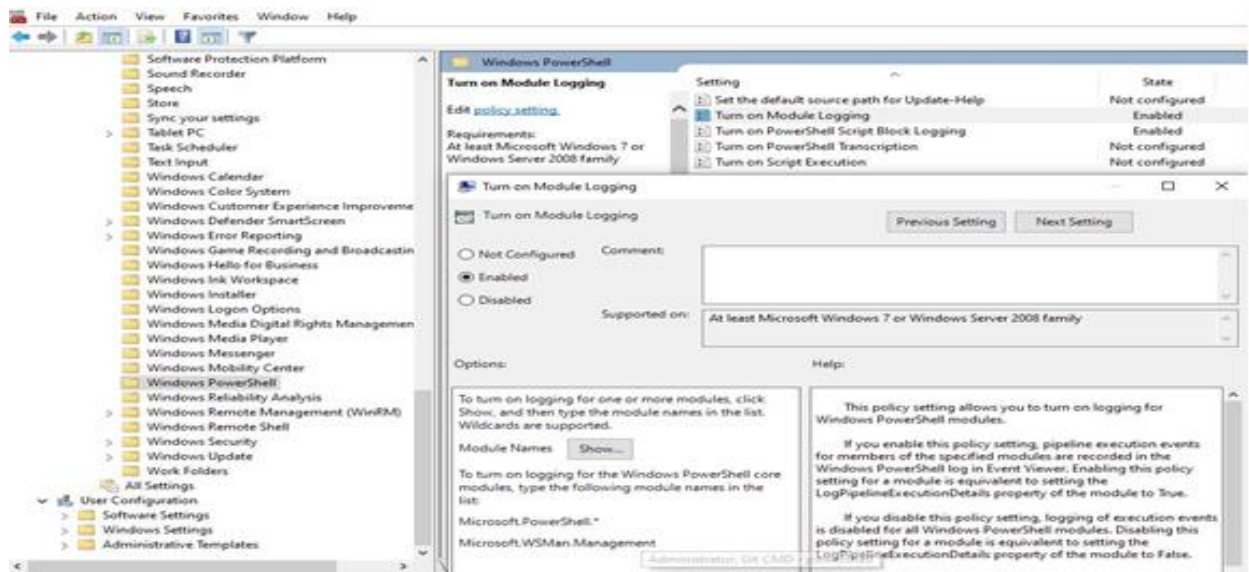 File Action View Favorites Window Help
Software Protection Platform
Sound Recorder
Speech
Store
Sync your settings
Tablet PC
Task Scheduler
Text Input
Windows Calendar
Windows Color System
Windows Customer Experience Improveme
Windows Defender SmartScreen
Windows Error Reporting
Windows Game Recording and Broadcastin
Windows Hello for Business
Windows Ink Workspace
Windows Installer
Windows Logon Options
Windows Media Digital Rights Managemen
Windows Media Player
Windows Messenger
Windows Mobility Center
Windows PowerShell
Windows Reliability Analysis
Windows Remote Management (WinRM)
Windows Remote Shell
Windows Security
Windows Update
Work Folders
All Settings
User Configuration
Software Settings
Windows Settings
Administrative Templates
Windows PowerShell
Turn on Module Logging
Edit policy setting.
Requirements:
At least Microsoft Windows 7 or
Windows Server 2008 family
Setting State
Set the default source path for Update-Help Not configured
Turn on Module Logging Enabled
Turn on PowerShell Script Block Logging Enabled
Turn on PowerShell Transcription Not configured
Turn on Script Execution Not configured
Turn on Module Logging
Turn on Module Logging
Previous Setting Next Setting
Not Configured
Enabled
Disabled
Comment:
Supported on:
At least Microsoft Windows 7 or Windows Server 2008 family
Options:
To turn on logging for one or more modules, click
Show, and then type the module names in the list.
Wildcards are supported.
Module Names Show...
To turn on logging for the Windows PowerShell core
modules, type the following module names in the
list:
Microsoft.PowerShell.*
Microsoft.WSMan.Management
Help:
This policy setting allows you to turn on logging for
Windows PowerShell modules.
If you enable this policy setting, pipeline execution events
for members of the specified modules are recorded in the
Windows PowerShell log in Event Viewer. Enabling this policy
setting for a module is equivalent to setting the
LogPipelineExecutionDetails property of the module to True.
If you disable this policy setting, logging of execution events
is disabled for all Windows PowerShell modules. Disabling this
policy setting for a module is equivalent to setting the
LogPipelineExecutionDetails property of the module to False.
Administrator: Git CMD